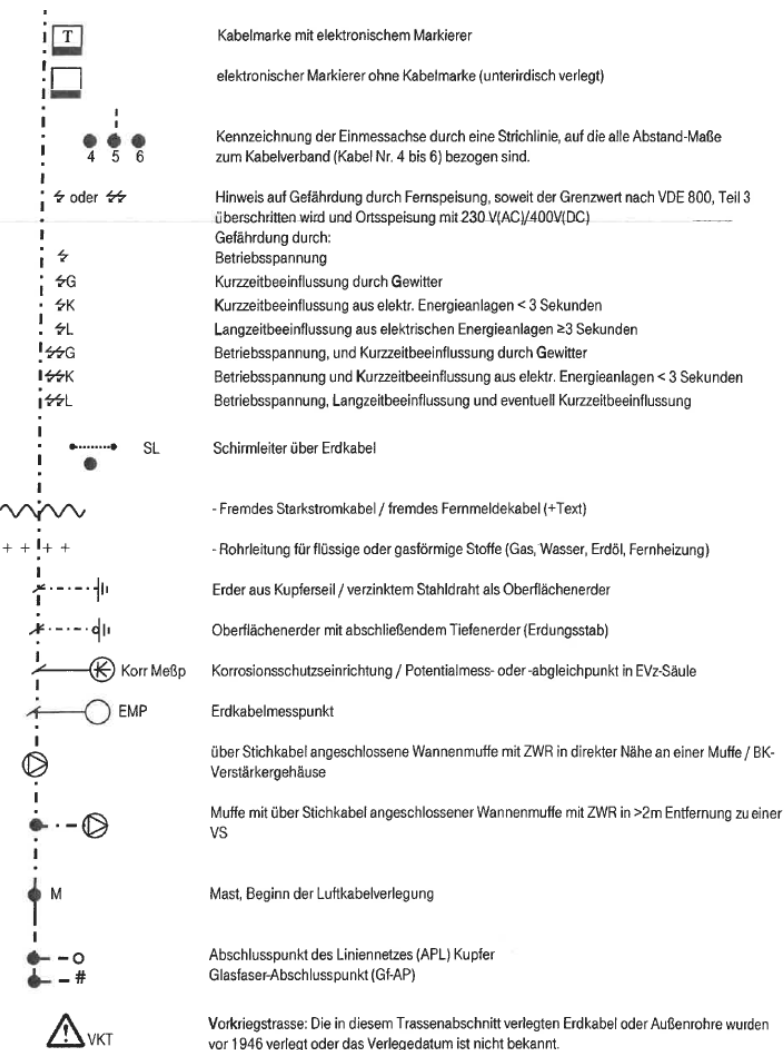 T Kabelmarke mit elektronischem Markierer
elektronischer Markierer ohne Kabelmarke (unterirdisch verlegt)
Kennzeichnung der Einmessachse durch eine Strichlinie, auf die alle Abstand-Maße
4 5 6 zum Kabelverband (Kabel Nr. 4 bis 6) bezogen sind.
oder Hinweis auf Gefährdung durch Fernspeisung, soweit der Grenzwert nach VDE 800, Teil 3
überschritten wird und Ortsspeisung mit 230 V(AC)/400V(DC)
Gefährdung durch:
Betriebsspannung
G Kurzzeitbeeinflussung durch Gewitter
K Kurzzeitbeeinflussung aus elektr. Energieanlagen < 3 Sekunden
L Langzeitbeeinflussung aus elektrischen Energieanlagen ≥3 Sekunden
G Betriebsspannung, und Kurzzeitbeeinflussung durch Gewitter
K Betriebsspannung und Kurzzeitbeeinflussung aus elektr. Energieanlagen < 3 Sekunden
L Betriebsspannung, Langzeitbeeinflussung und eventuell Kurzzeitbeeinflussung
SL Schirmleiter über Erdkabel
- Fremdes Starkstromkabel / fremdes Fernmeldekabel (+Text)
+ + + + - Rohrleitung für flüssige oder gasförmige Stoffe (Gas, Wasser, Erdöl, Fernheizung)
Erder aus Kupferseil / verzinktem Stahldraht als Oberflächenerder
Oberflächenerder mit abschließendem Tiefenerder (Erdungsstab)
Korr Meßp Korrosionsschutzeinrichtung / Potentialmess- oder -abgleichpunkt in EVz-Säule
EMP Erdkabelmesspunkt
über Stichkabel angeschlossene Wannenmuffe mit ZWR in direkter Nähe an einer Muffe / BK-
Verstärkergehäuse
Muffe mit über Stichkabel angeschlossener Wannenmuffe mit ZWR in >2m Entfernung zu einer
VS
M Mast, Beginn der Luftkabelverlegung
Abschlusspunkt des Liniennetzes (APL) Kupfer
# Glasfaser-Abschlusspunkt (Gf-AP)
VKT Vorkriegstrasse: Die in diesem Trassenabschnitt verlegten Erdkabel oder Außenrohre wurden
vor 1946 verlegt oder das Verlegedatum ist nicht bekannt.